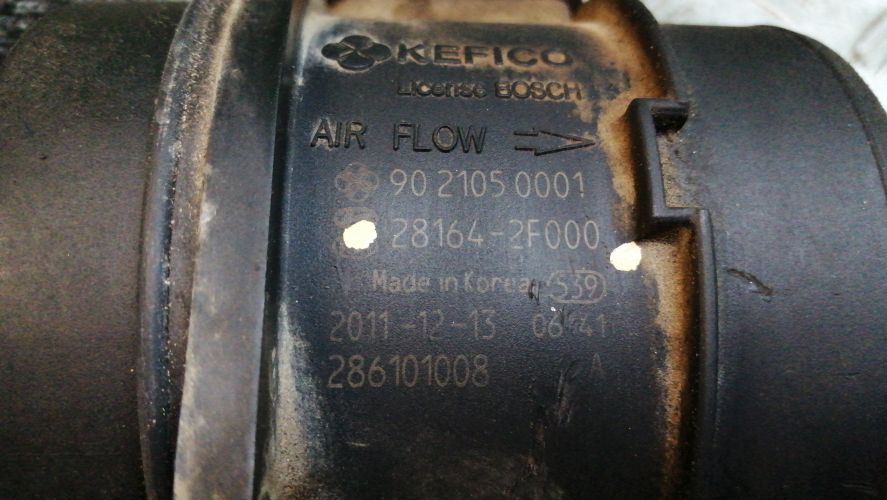 KEFICO
License BOSCH
AIR FLOW
90 2105 0001
28164-2F000
Made in Korea 539
2011-12-13 06:41
286101008 A